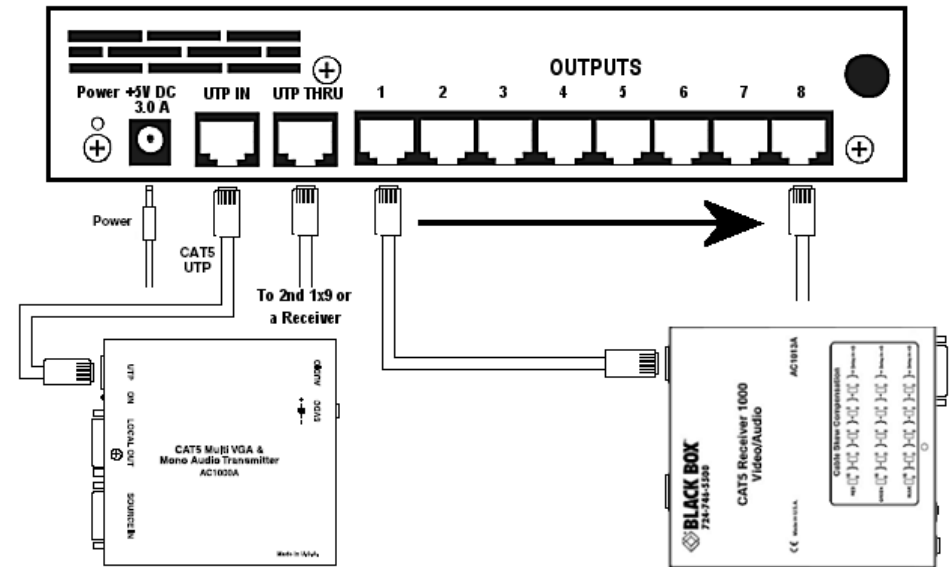 OUTPUTS
Power +5V DC
3.0 A
UTP IN
UTP THRU
1 2 3 4 5 6 7 8
Power
CAT5
UTP
To 2nd 1x9 or
a Receiver
UTP
ON
LOCAL OUT
SOURCE IN
AUDIO
5VDC
+
-
CAT5 Multi VGA &
Mono Audio Transmitter
AC1000A
Made in U.S.A.
BLACK BOX
724-746-5500
CAT5 Receiver 1000
Video/Audio
AC1013A
CE Made in U.S.A.
Cable Skew Compensation
RED
GREEN
BLUE